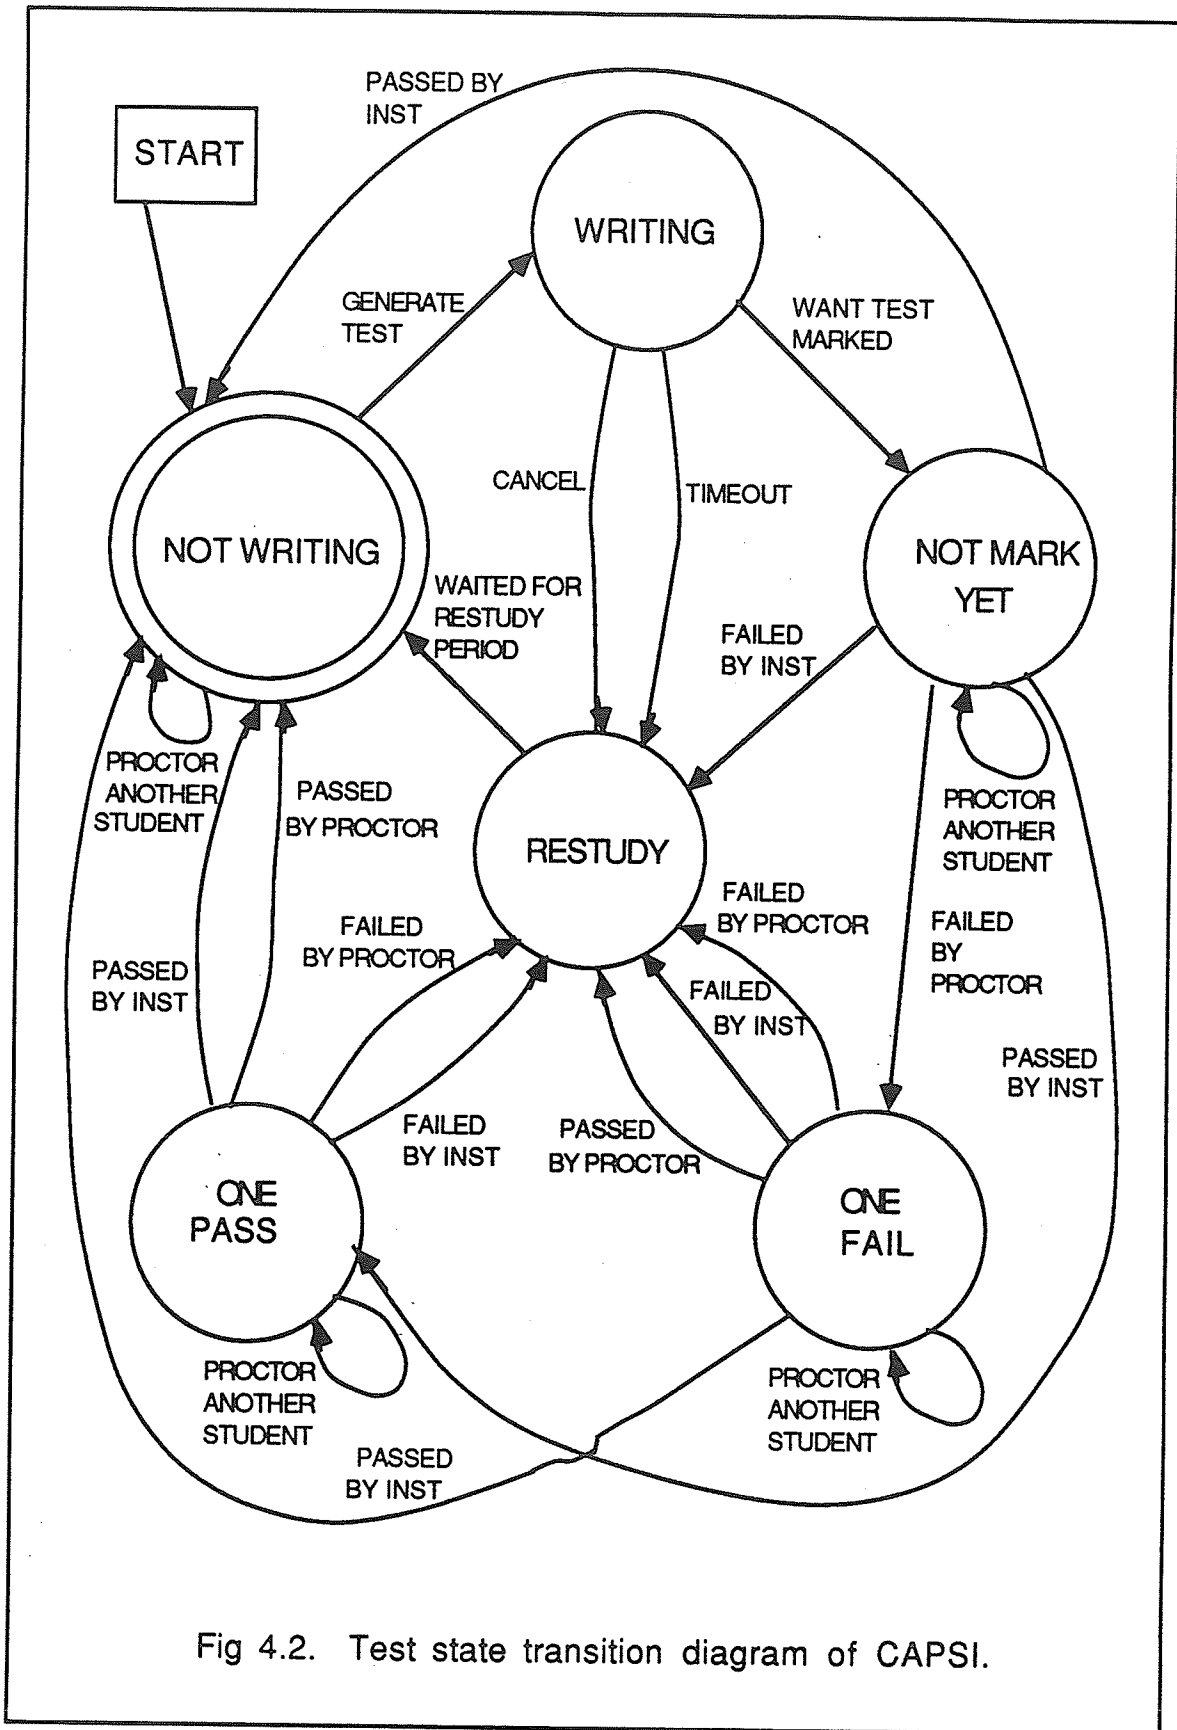 PASSED BY
INST
START
WRITING
GENERATE
TEST
WANT TEST
MARKED
CANCEL
TIMEOUT
NOT WRITING
NOT MARK
YET
WAITED FOR
RESTUDY
PERIOD
FAILED
BY INST
PROCTOR
ANOTHER
STUDENT
PASSED
BY PROCTOR
PROCTOR
ANOTHER
STUDENT
RESTUDY
FAILED
BY PROCTOR
FAILED
BY PROCTOR
FAILED
BY
PROCTOR
PASSED
BY INST
FAILED
BY INST
PASSED
BY INST
FAILED
BY INST
PASSED
BY PROCTOR
ONE
PASS
ONE
FAIL
PROCTOR
ANOTHER
STUDENT
PROCTOR
ANOTHER
STUDENT
PASSED
BY INST
Fig 4.2. Test state transition diagram of CAPSI.